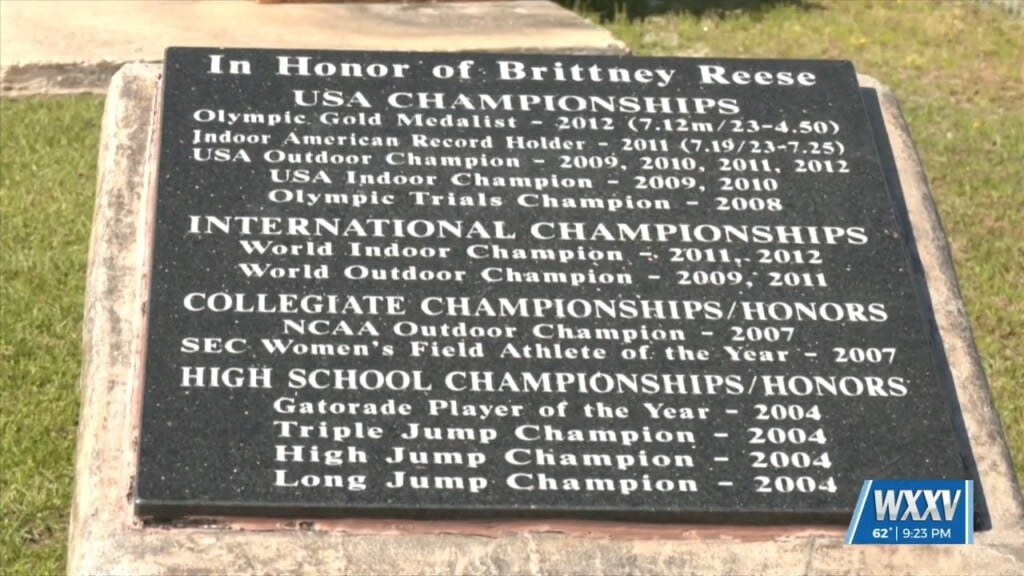 In Honor of Brittney Reese
USA CHAMPIONSHIPS
Olympic Gold Medalist - 2012 (7.12m/23-4.50)
Indoor American Record Holder - 2011 (7.19/23-7.25)
USA Outdoor Champion - 2009, 2010, 2011, 2012
USA Indoor Champion - 2009, 2010
Olympic Trials Champion - 2008
INTERNATIONAL CHAMPIONSHIPS
World Indoor Champion - 2011, 2012
World Outdoor Champion - 2009, 2011
COLLEGIATE CHAMPIONSHIPS/HONORS
NCAA Outdoor Champion - 2007
SEC Women's Field Athlete of the Year - 2007
HIGH SCHOOL CHAMPIONSHIPS/HONORS
Gatorade Player of the Year - 2004
Triple Jump Champion - 2004
High Jump Champion - 2004
Long Jump Champion - 2004
WXXV
62° | 9:23 PM